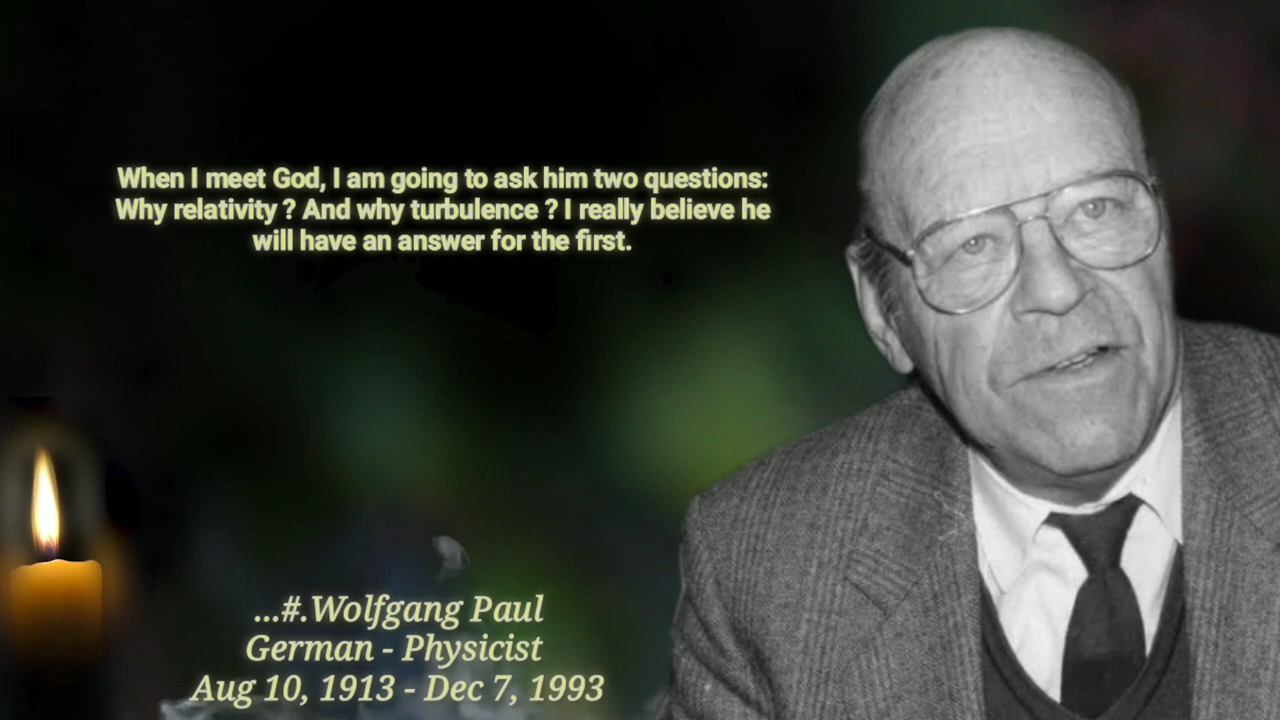 When I meet God, I am going to ask him two questions:
Why relativity ? And why turbulence ? I really believe he
will have an answer for the first.
...#.Wolfgang Paul
German - Physicist
Aug 10, 1913 - Dec 7, 1993